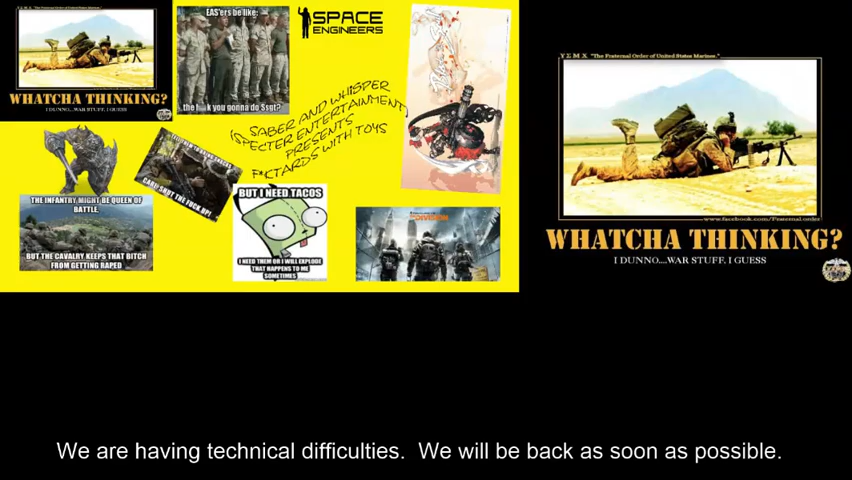 WHATCHA THINKING?
I DUNNO....WAR STUFF, I GUESS
EAS'ers be like:
the f**k you gonna do Ssgt?
SPACE
ENGINEERS
SABER AND WHISPER
(SPECTER ENTERTAINMENT)
PRESENTS
F*CKTARDS WITH TOYS
CARL! SHUT THE FUCK UP!
THE INFANTRY MIGHT BE QUEEN OF
BATTLE,
BUT THE CAVALRY KEEPS THAT BITCH
FROM GETTING RAPED
BUT I NEED TACOS
I NEED THEM OR I WILL EXPLODE
THAT HAPPENS TO ME
SOMETIMES
DIVISION
"The Fraternal Order of United States Marines."
www.facebook.com/Fraternal.order
WHATCHA THINKING?
I DUNNO....WAR STUFF, I GUESS
We are having technical difficulties. We will be back as soon as possible.